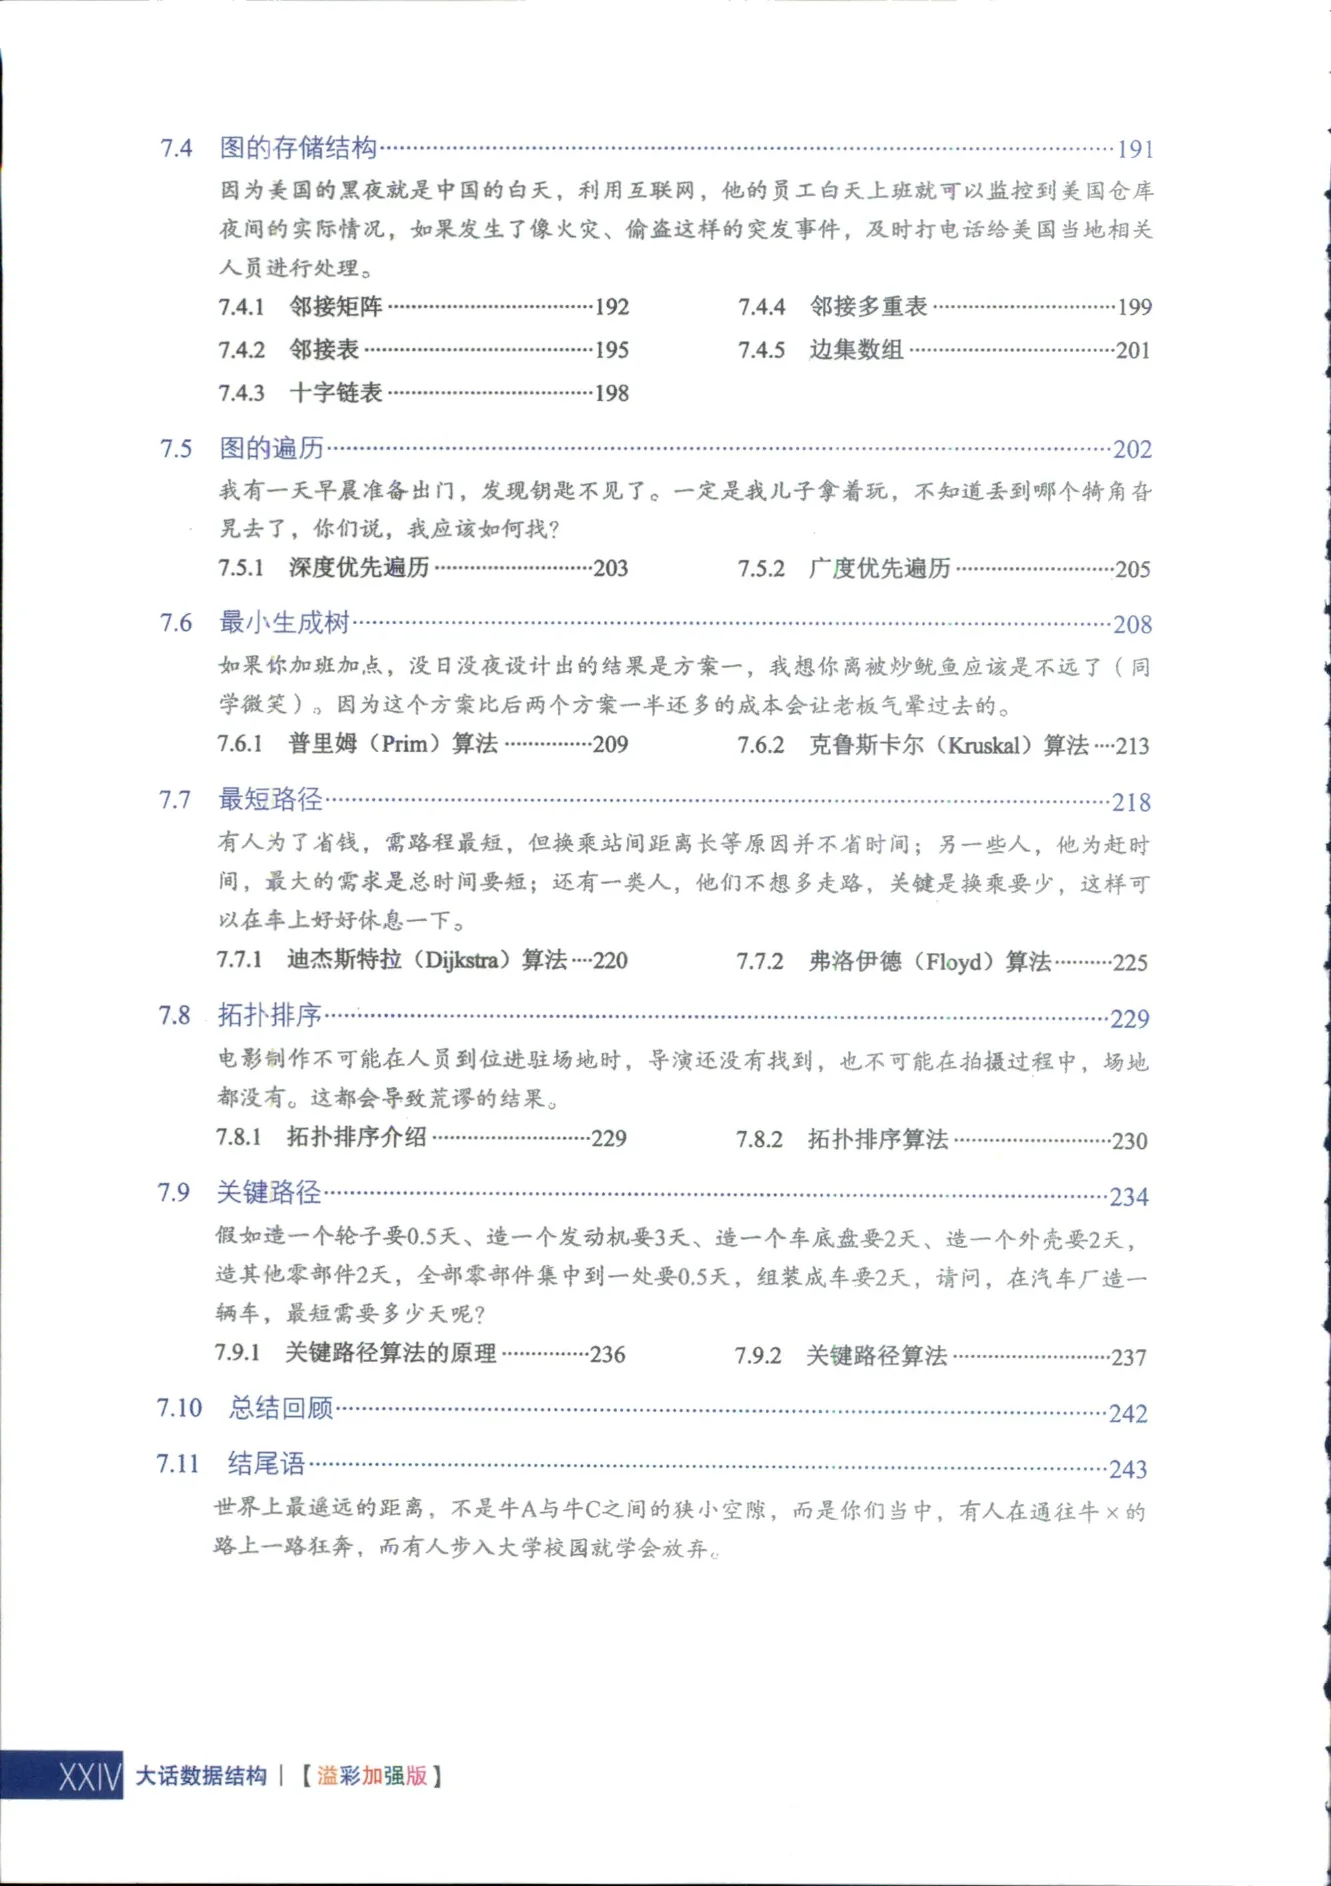 7.4 图的存储结构 191
因为美国的黑夜就是中国的白天，利用互联网，他的员工白天上班就可以监控到美国仓库
夜间的实际情况，如果发生了像火灾、偷盗这样的突发事件，及时打电话给美国当地相关
人员进行处理。
7.4.1 邻接矩阵 192
7.4.4 邻接多重表 199
7.4.2 邻接表 195
7.4.5 边集数组 201
7.4.3 十字链表 198
7.5 图的遍历 202
我有一天早晨准备出门，发现钥匙不见了。一定是我儿子拿着玩，不知道丢到哪个犄角旮
旯去了，你们说，我应该如何找？
7.5.1 深度优先遍历 203
7.5.2 广度优先遍历 205
7.6 最小生成树 208
如果你加班加点，没日没夜设计出的结果是方案一，我想你离被炒鱿鱼应该是不远了（同
学微笑）。因为这个方案比后两个方案一半还多的成本会让老板气晕过去的。
7.6.1 普里姆（Prim）算法 209
7.6.2 克鲁斯卡尔（Kruskal）算法 213
7.7 最短路径 218
有人为了省钱，需路程最短，但换乘站间距离长等原因并不省时间；另一些人，他为赶时
间，最大的需求是总时间要短；还有一类人，他们不想多走路，关键是换乘要少，这样可
以在车上好好休息一下。
7.7.1 迪杰斯特拉（Dijkstra）算法 220
7.7.2 弗洛伊德（Floyd）算法 225
7.8 拓扑排序 229
电影制作不可能在人员到位进驻场地时，导演还没有找到，也不可能在拍摄过程中，场地
都没有。这都会导致荒谬的结果。
7.8.1 拓扑排序介绍 229
7.8.2 拓扑排序算法 230
7.9 关键路径 234
假如造一个轮子要0.5天、造一个发动机要3天、造一个车底盘要2天、造一个外壳要2天，
造其他零部件2天，全部零部件集中到一处要0.5天，组装成车要2天，请问，在汽车厂造一
辆车，最短需要多少天呢？
7.9.1 关键路径算法的原理 236
7.9.2 关键路径算法 237
7.10 总结回顾 242
7.11 结尾语 243
世界上最遥远的距离，不是牛A与牛C之间的狭小空隙，而是你们当中，有人在通往牛×的
路上一路狂奔，而有人步入大学校园就学会放弃。
XXIV 大话数据结构 | 【溢彩加强版】